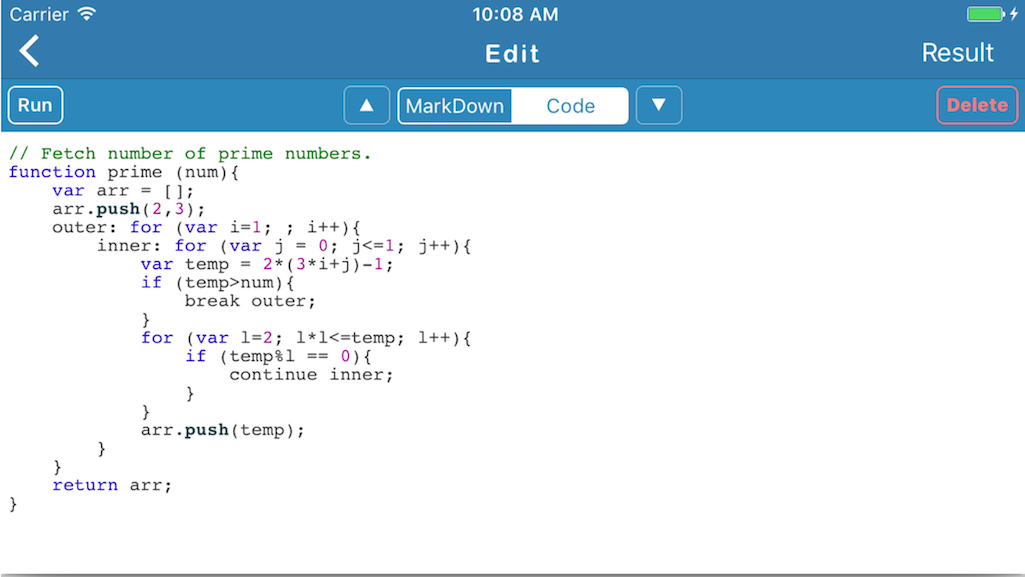 Carrier 10:08 AM
Edit Result
Run ▲ MarkDown Code ▼ Delete
// Fetch number of prime numbers.
function prime (num){
    var arr = [];
    arr.push(2,3);
    outer: for (var i=1; ; i++){
        inner: for (var j = 0; j<=1; j++){
            var temp = 2*(3*i+j)-1;
            if (temp>num){
                break outer;
            }
            for (var l=2; l*l<=temp; l++){
                if (temp%l == 0){
                    continue inner;
                }
            }
            arr.push(temp);
        }
    }
    return arr;
}